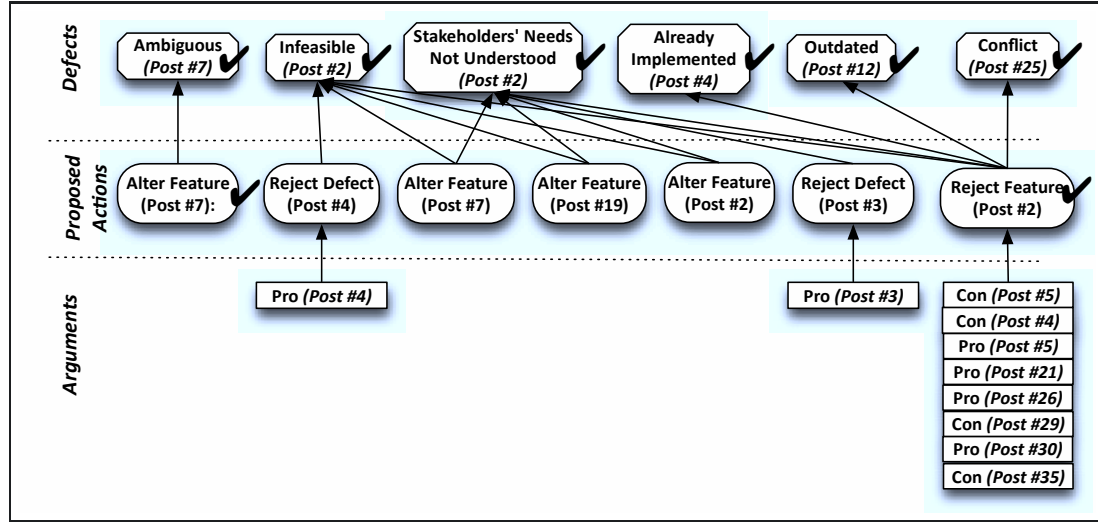 Defects
Ambiguous
(Post #7)
Infeasible
(Post #2)
Stakeholders' Needs
Not Understood
(Post #2)
Already
Implemented
(Post #4)
Outdated
(Post #12)
Conflict
(Post #25)
Proposed
Actions
Alter Feature
(Post #7):
Reject Defect
(Post #4)
Alter Feature
(Post #7)
Alter Feature
(Post #19)
Alter Feature
(Post #2)
Reject Defect
(Post #3)
Reject Feature
(Post #2)
Arguments
Pro (Post #4)
Pro (Post #3)
Con (Post #5)
Con (Post #4)
Pro (Post #5)
Pro (Post #21)
Pro (Post #26)
Con (Post #29)
Pro (Post #30)
Con (Post #35)